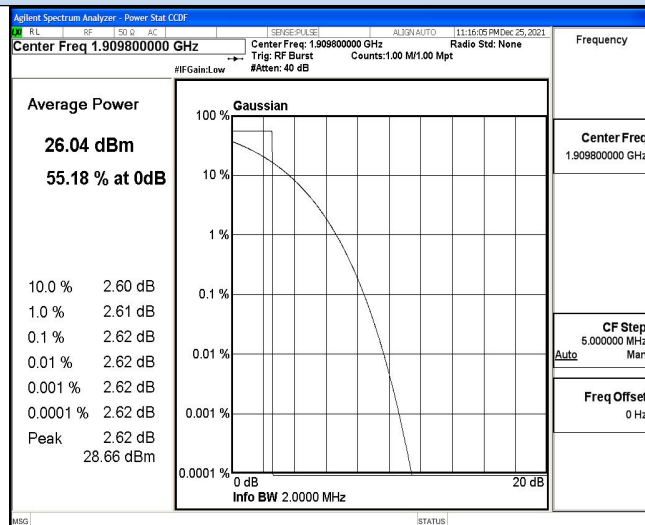 Agilent Spectrum Analyzer - Power Stat CCDF
RL RF 50 Ω AC SENSE:PULSE ALIGN AUTO 11:16:05 PM Dec 25, 2021
Center Freq 1.909800000 GHz
Center Freq: 1.909800000 GHz Radio Std: None
Trig: RF Burst Counts:1.00 M/1.00 Mpt
#IFGain:Low #Atten: 40 dB
Frequency
Average Power
26.04 dBm
55.18 % at 0dB
10.0 % 2.60 dB
1.0 % 2.61 dB
0.1 % 2.62 dB
0.01 % 2.62 dB
0.001 % 2.62 dB
0.0001 % 2.62 dB
Peak 2.62 dB
28.66 dBm
Gaussian
100 %
10 %
1 %
0.1 %
0.01 %
0.001 %
0.0001 %
0 dB 20 dB
Info BW 2.0000 MHz
Center Freq
1.909800000 GHz
CF Step
5.000000 MHz
Auto Man
Freq Offset
0 Hz
MSG STATUS